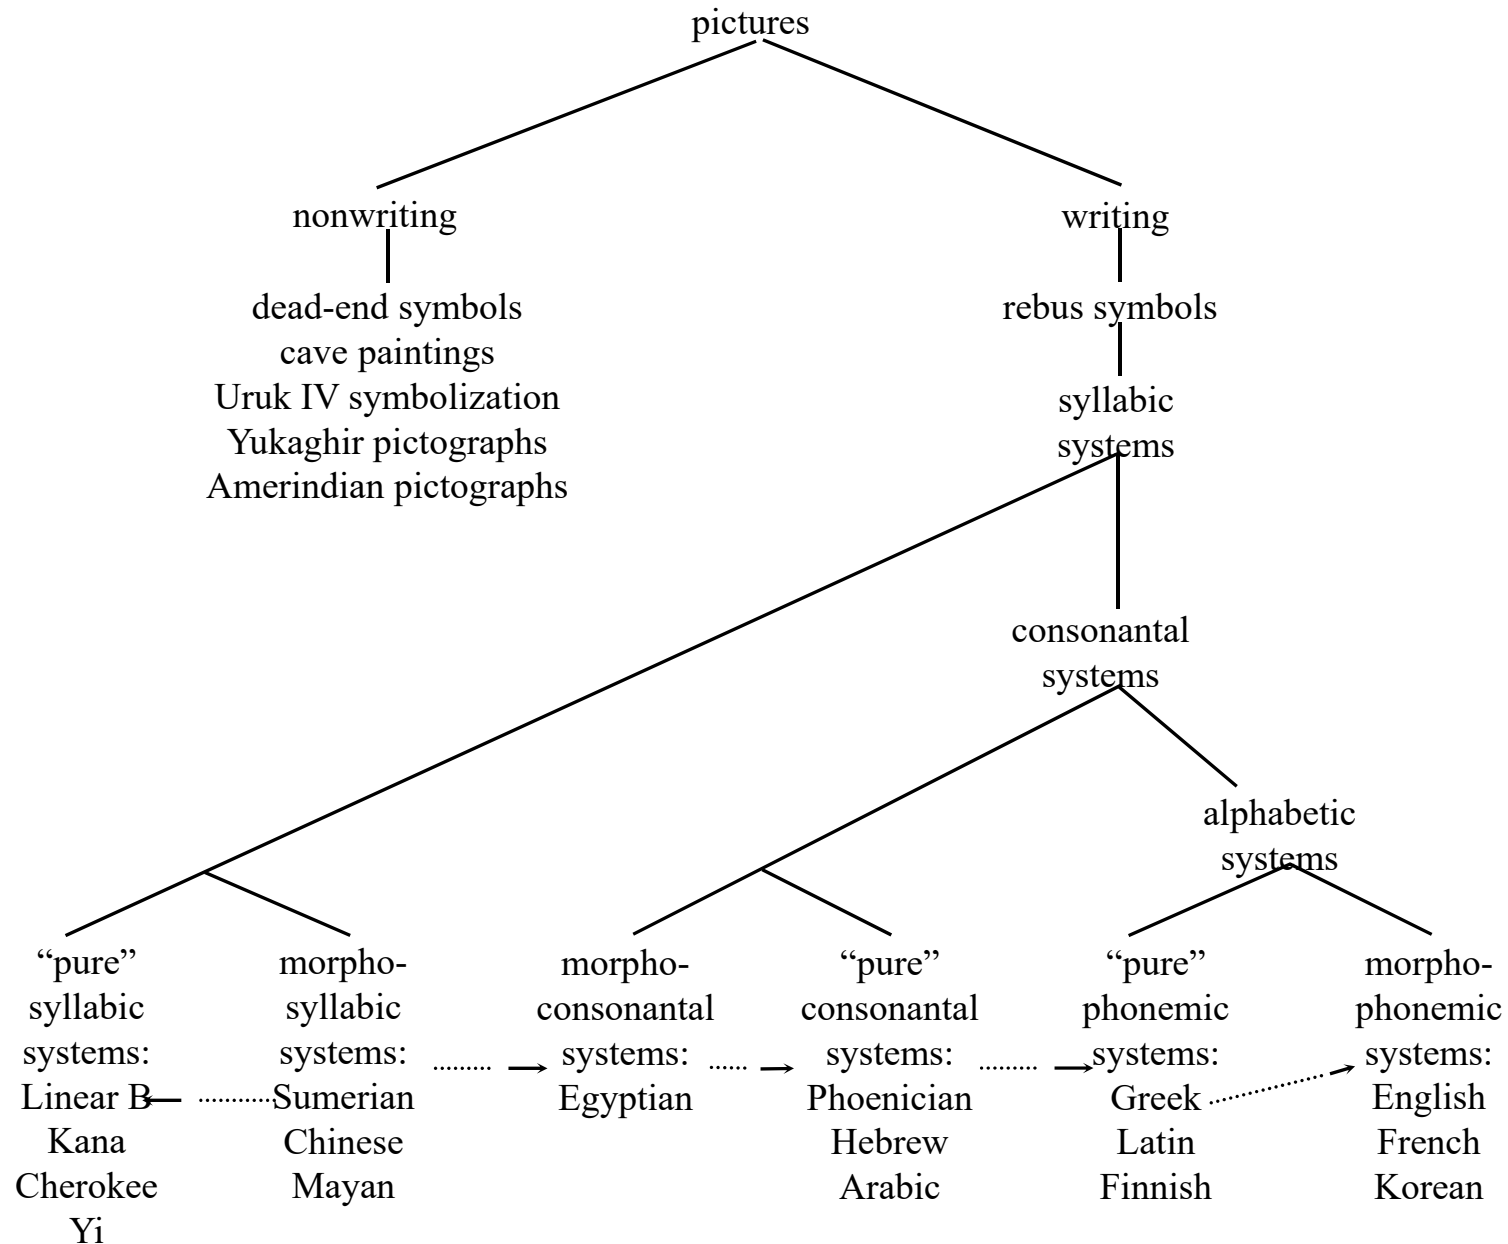 pictures
nonwriting
writing
dead-end symbols
cave paintings
Uruk IV symbolization
Yukaghir pictographs
Amerindian pictographs
rebus symbols
syllabic
systems
consonantal
systems
alphabetic
systems
“pure”
syllabic
systems:
Linear B
Kana
Cherokee
Yi
morpho-
syllabic
systems:
Sumerian
Chinese
Mayan
morpho-
consonantal
systems:
Egyptian
“pure”
consonantal
systems:
Phoenician
Hebrew
Arabic
“pure”
phonemic
systems:
Greek
Latin
Finnish
morpho-
phonemic
systems:
English
French
Korean